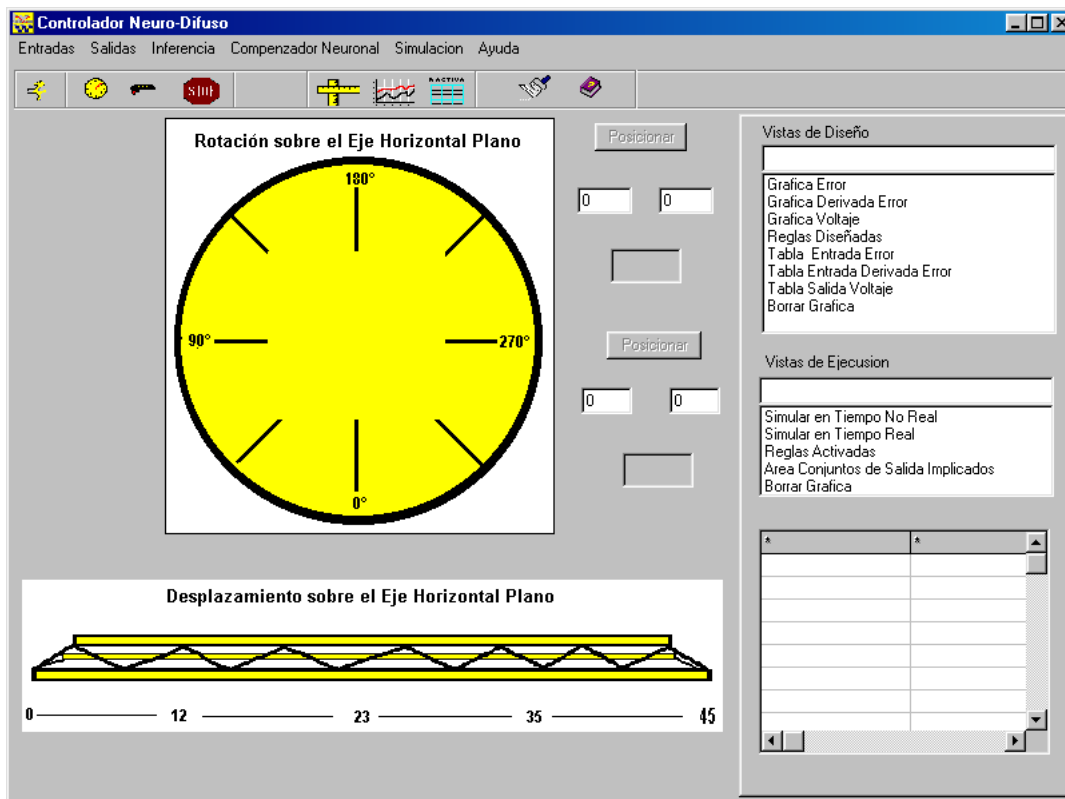 Controlador Neuro-Difuso
Entradas Salidas Inferencia Compenzador Neuronal Simulacion Ayuda
STOP
Rotación sobre el Eje Horizontal Plano
180°
90°
270°
0°
Posicionar
0 0
Posicionar
0 0
Desplazamiento sobre el Eje Horizontal Plano
0 12 23 35 45
Vistas de Diseño
Grafica Error
Grafica Derivada Error
Grafica Voltaje
Reglas Diseñadas
Tabla Entrada Error
Tabla Entrada Derivada Error
Tabla Salida Voltaje
Borrar Grafica
Vistas de Ejecusion
Simular en Tiempo No Real
Simular en Tiempo Real
Reglas Activadas
Area Conjuntos de Salida Implicados
Borrar Grafica
* *